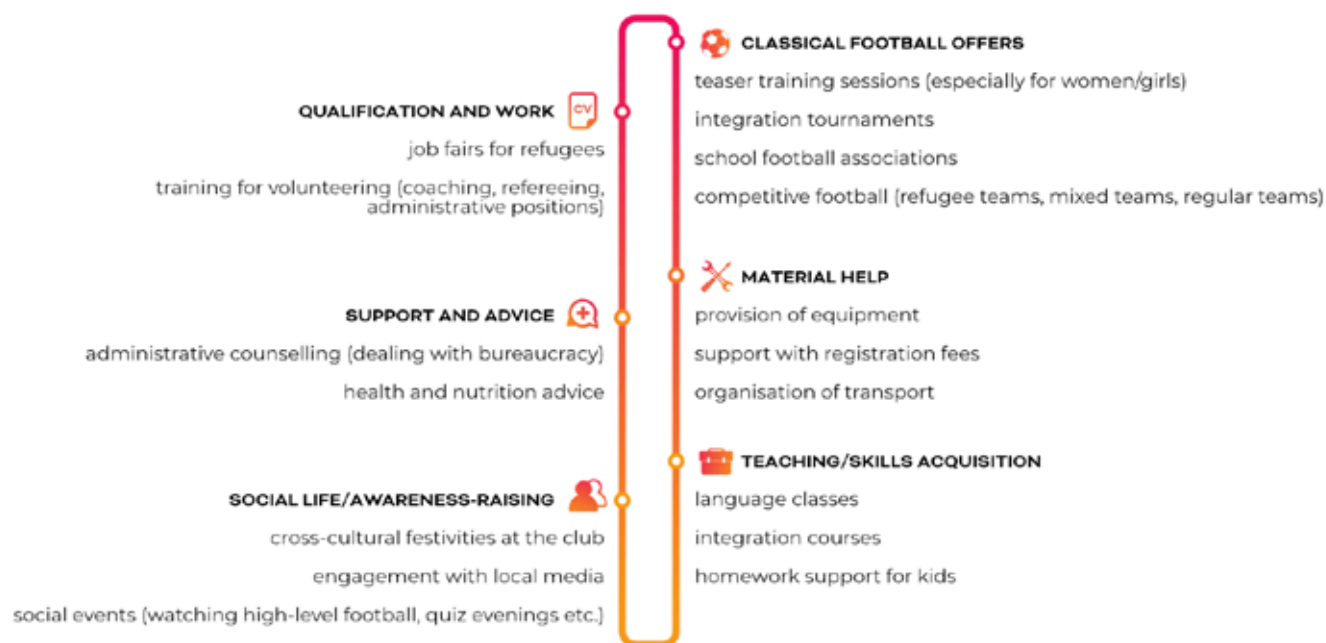 CLASSICAL FOOTBALL OFFERS
teaser training sessions (especially for women/girls)
integration tournaments
school football associations
competitive football (refugee teams, mixed teams, regular teams)
CV
QUALIFICATION AND WORK
job fairs for refugees
training for volunteering (coaching, refereeing,
administrative positions)
MATERIAL HELP
provision of equipment
support with registration fees
organisation of transport
SUPPORT AND ADVICE
administrative counselling (dealing with bureaucracy)
health and nutrition advice
TEACHING/SKILLS ACQUISITION
language classes
integration courses
homework support for kids
SOCIAL LIFE/AWARENESS-RAISING
cross-cultural festivities at the club
engagement with local media
social events (watching high-level football, quiz evenings etc.)